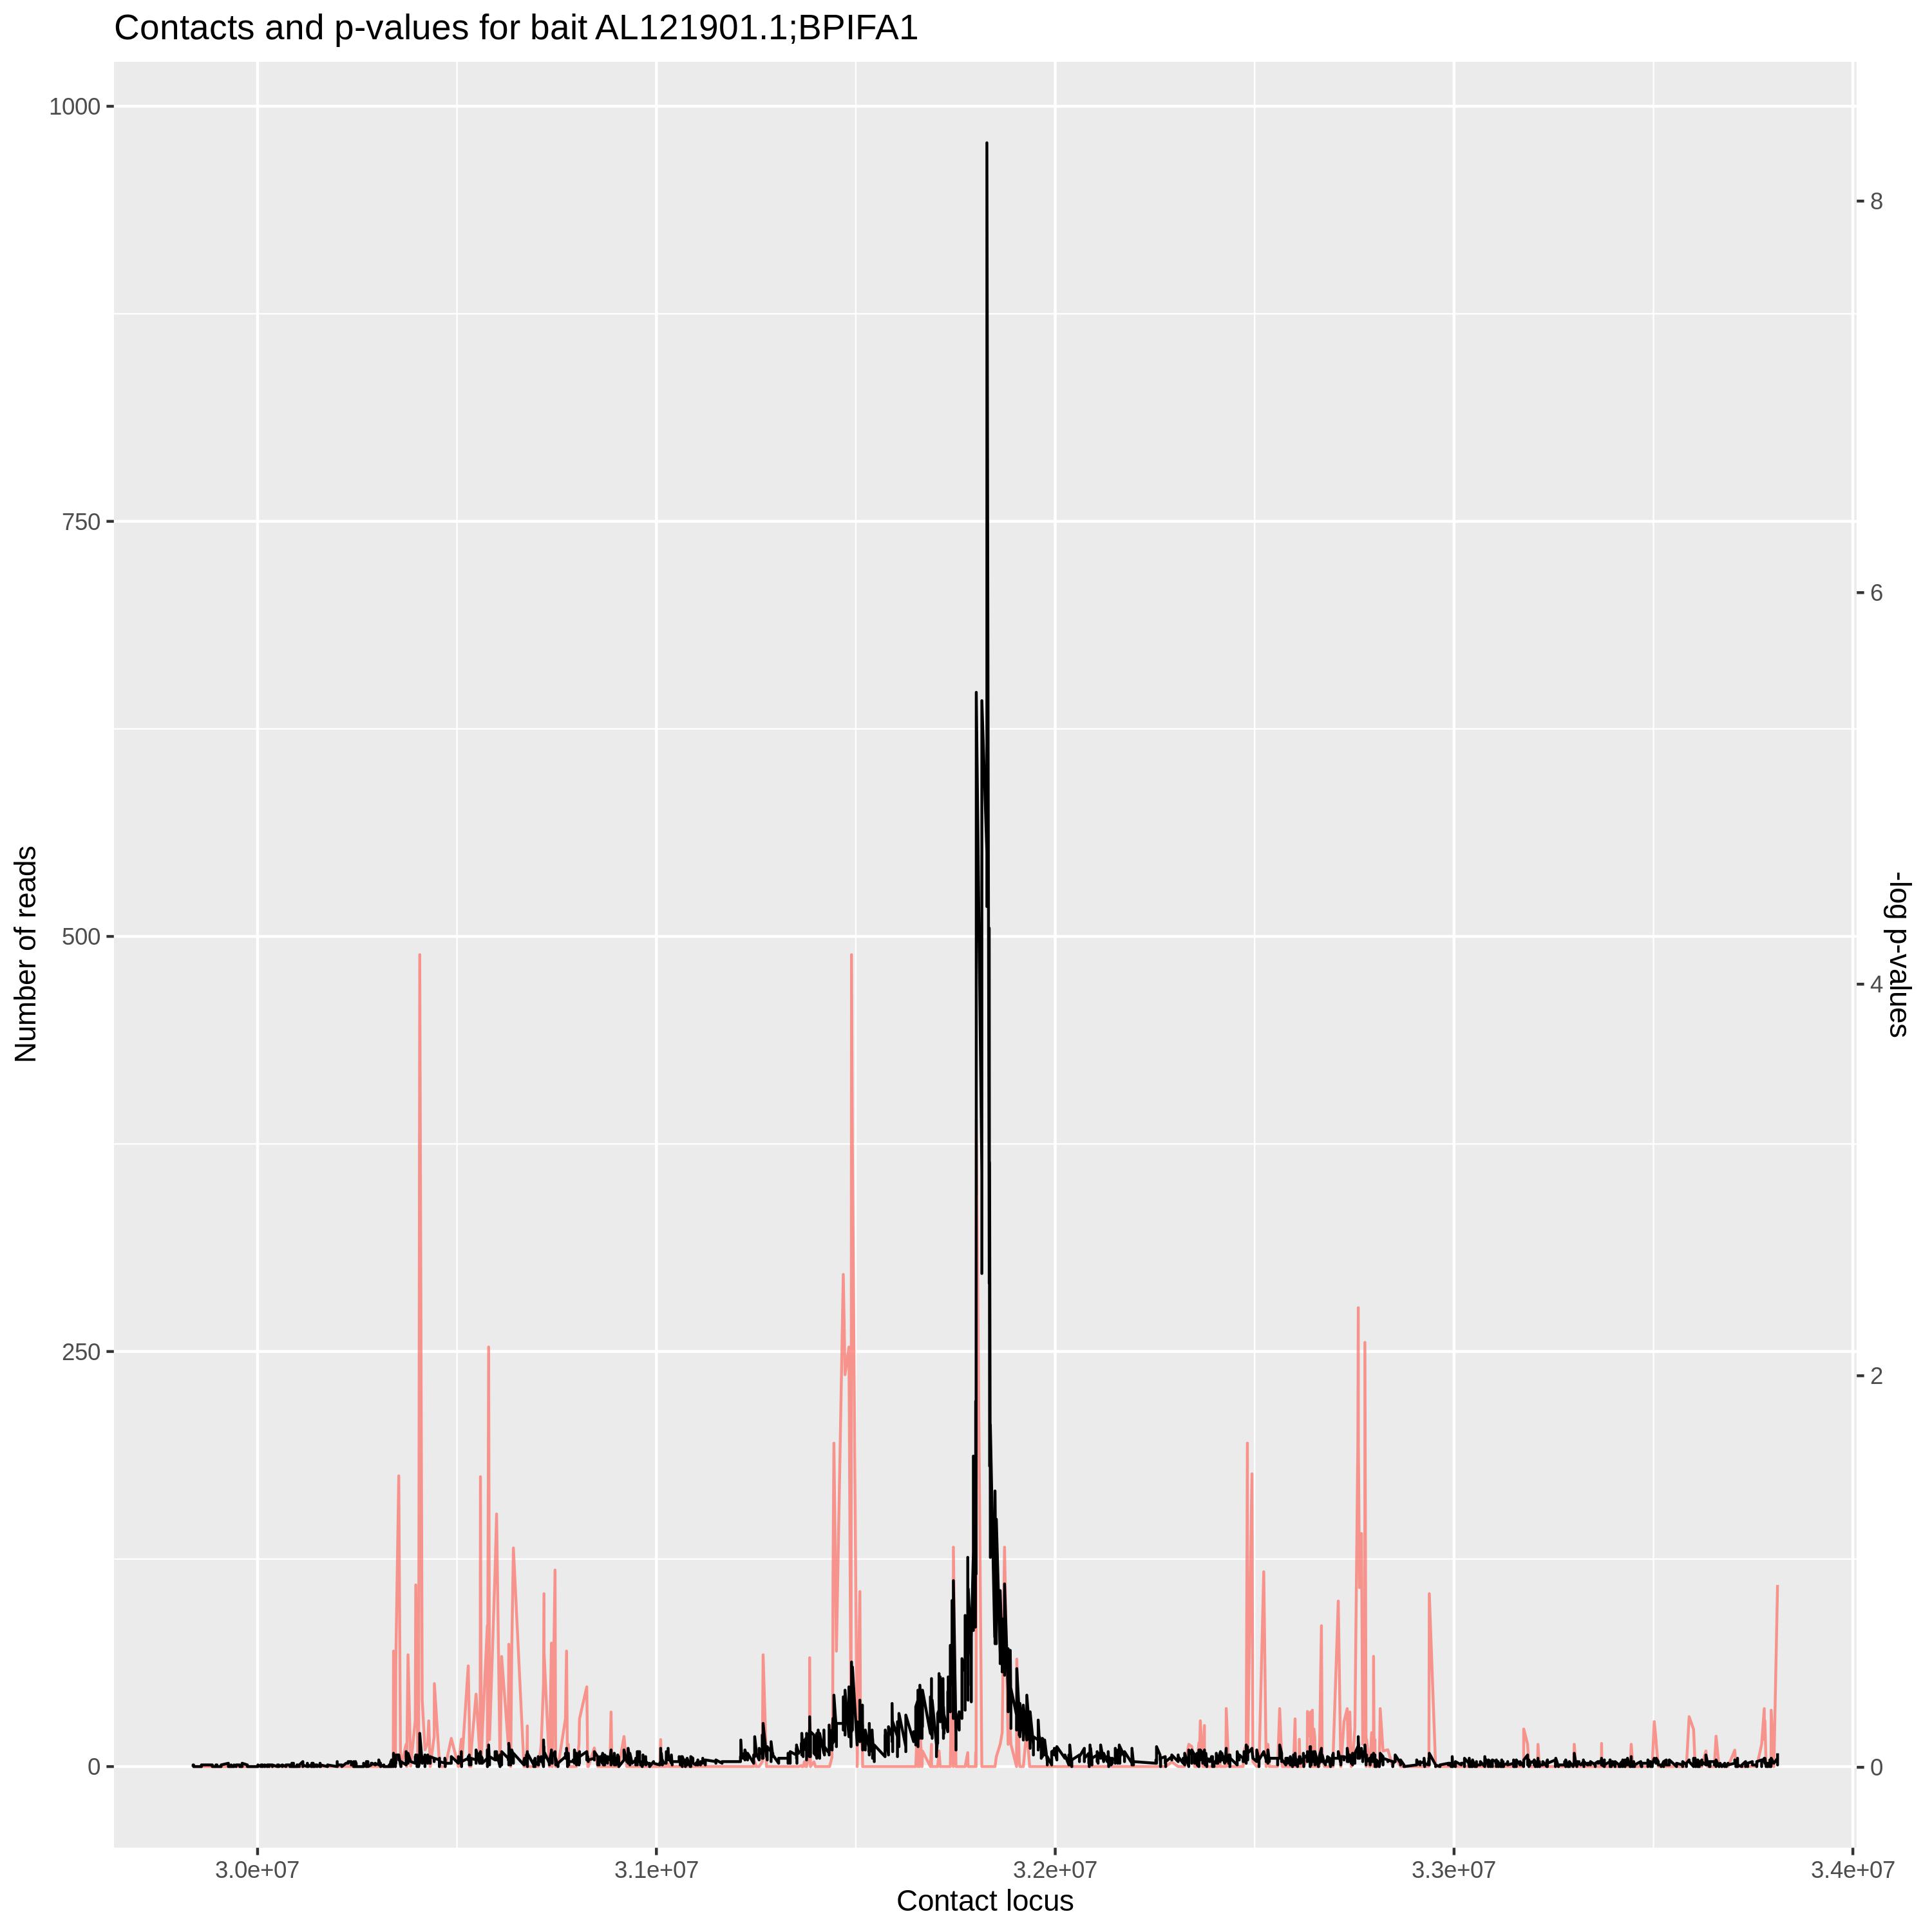 Contacts and p-values for bait AL121901.1;BPIFA1
1000
750
500
250
0
Number of reads
8
6
4
2
0
-log p-values
3.0e+07
3.1e+07
3.2e+07
3.3e+07
3.4e+07
Contact locus